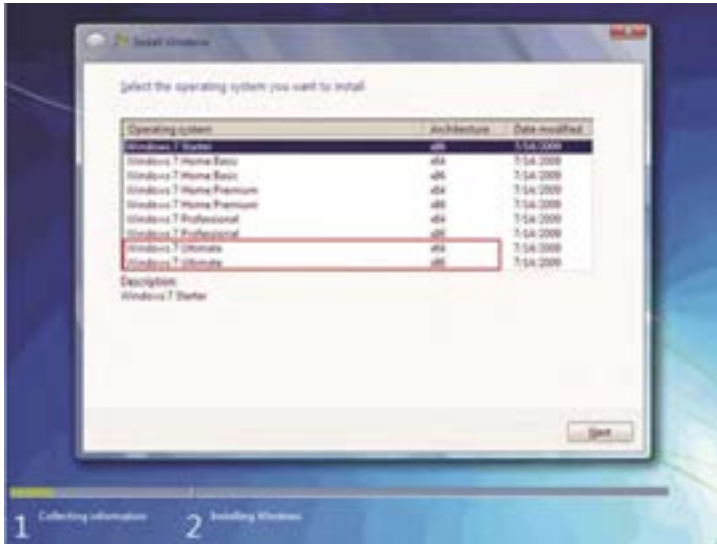 Install Windows
Select the operating system you want to install
Operating system Architecture Date modified
Windows 7 Starter x86 7/14/2009
Windows 7 Home Basic x64 7/14/2009
Windows 7 Home Basic x86 7/14/2009
Windows 7 Home Premium x64 7/14/2009
Windows 7 Home Premium x86 7/14/2009
Windows 7 Professional x64 7/14/2009
Windows 7 Professional x86 7/14/2009
Windows 7 Ultimate x64 7/14/2009
Windows 7 Ultimate x86 7/14/2009
Description:
Windows 7 Starter
Next
1 Collecting information 2 Installing Windows